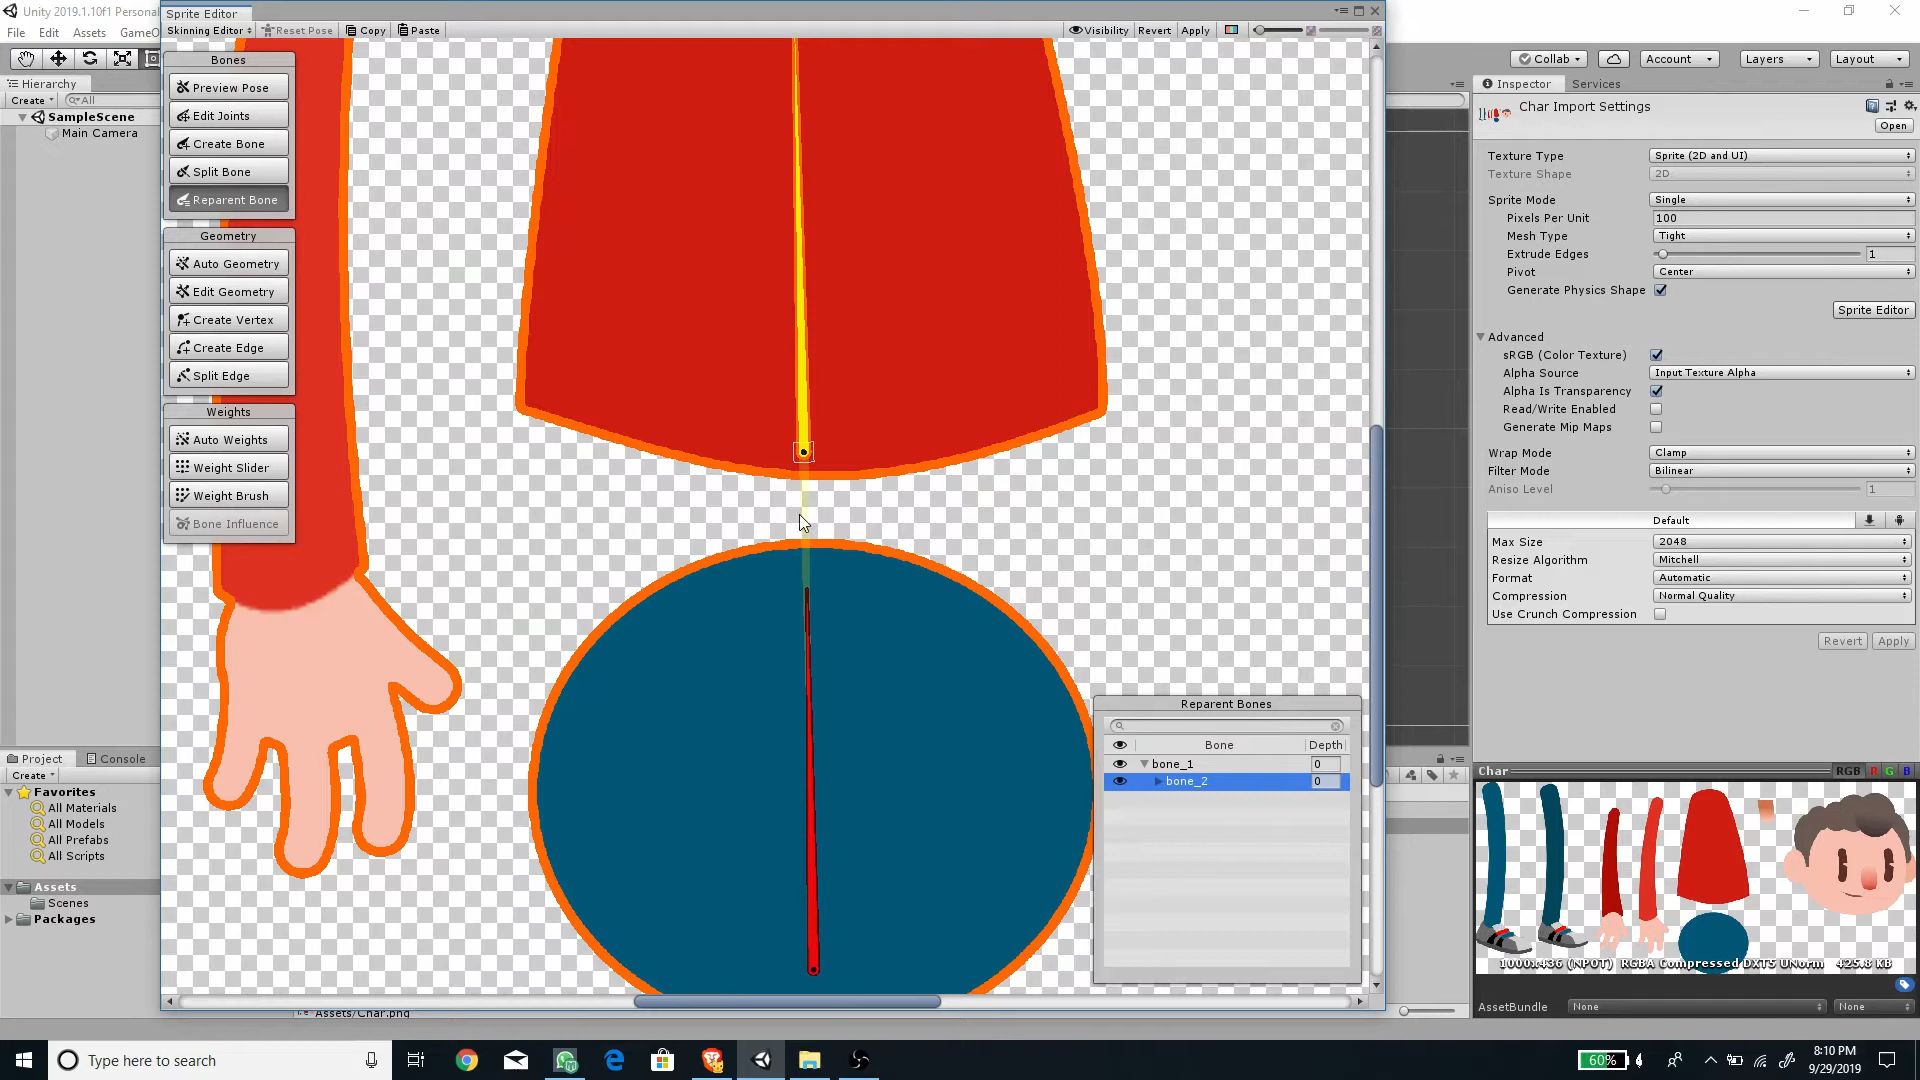 Unity 2019.1.10f1 Personal
File Edit Assets GameO
Hierarchy
Create All
SampleScene
Main Camera
Sprite Editor
Skinning Editor Reset Pose Copy Paste Visibility Revert Apply
Bones
Preview Pose
Edit Joints
Create Bone
Split Bone
Reparent Bone
Geometry
Auto Geometry
Edit Geometry
Create Vertex
Create Edge
Split Edge
Weights
Auto Weights
Weight Slider
Weight Brush
Bone Influence
Reparent Bones
Bone Depth
bone_1 0
bone_2 0
Collab Account Layers Layout
Inspector Services
Char Import Settings
Open
Texture Type Sprite (2D and UI)
Texture Shape 2D
Sprite Mode Single
Pixels Per Unit 100
Mesh Type Tight
Extrude Edges 1
Pivot Center
Generate Physics Shape
Sprite Editor
Advanced
sRGB (Color Texture)
Alpha Source Input Texture Alpha
Alpha Is Transparency
Read/Write Enabled
Generate Mip Maps
Wrap Mode Clamp
Filter Mode Bilinear
Aniso Level 1
Default
Max Size 2048
Resize Algorithm Mitchell
Format Automatic
Compression Normal Quality
Use Crunch Compression
Revert Apply
Char RGB R G B
1000x436 (NPOT) RGBA Compressed DXT5 UNorm 425.8 KB
AssetBundle None None
Project Console
Create
Favorites
All Materials
All Models
All Prefabs
All Scripts
Assets
Scenes
Packages
Assets/Char.png
Type here to search
60%
8:10 PM
9/29/2019